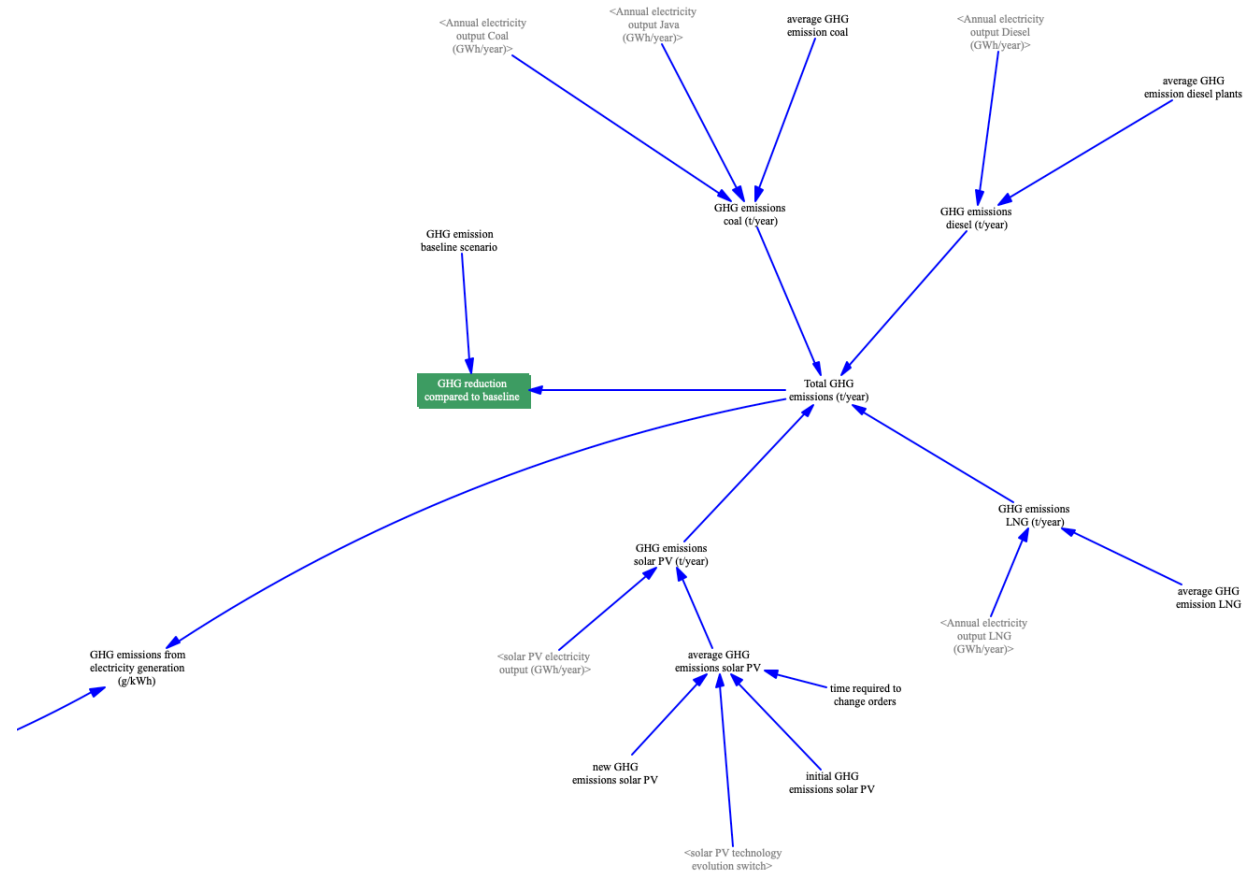 <Annual electricity
output Coal
(GWh/year)>
<Annual electricity
output Java
(GWh/year)>
average GHG
emission coal
<Annual electricity
output Diesel
(GWh/year)>
average GHG
emission diesel plants
GHG emissions
coal (t/year)
GHG emissions
diesel (t/year)
GHG emission
baseline scenario
GHG reduction
compared to baseline
Total GHG
emissions (t/year)
GHG emissions
LNG (t/year)
GHG emissions
solar PV (t/year)
average GHG
emission LNG
<Annual electricity
output LNG
(GWh/year)>
GHG emissions from
electricity generation
(g/kWh)
<solar PV electricity
output (GWh/year)>
average GHG
emissions solar PV
time required to
change orders
new GHG
emissions solar PV
initial GHG
emissions solar PV
<solar PV technology
evolution switch>